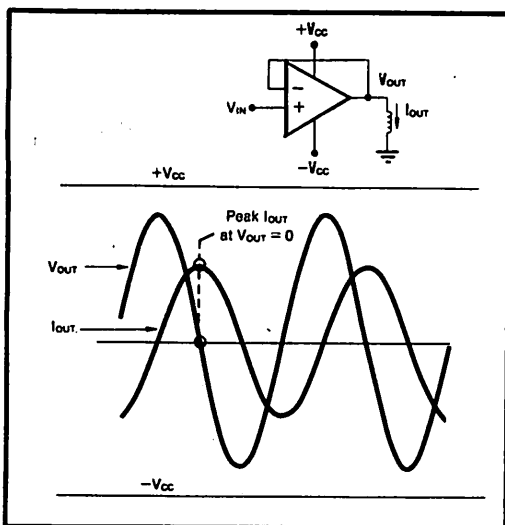 +VCC
VOUT
−
VIN
+
IOUT
−VCC
+VCC
Peak IOUT
at VOUT = 0
VOUT
IOUT.
−VCC